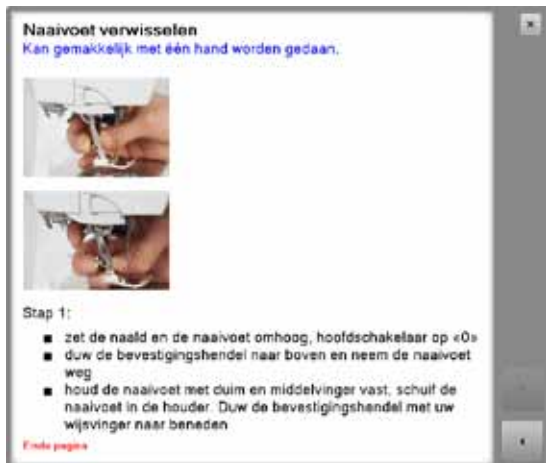 Naaivoet verwisselen
Kan gemakkelijk met één hand worden gedaan.
Stap 1:
■ zet de naald en de naaivoet omhoog, hoofdschakelaar op «0»
■ duw de bevestigingshendel naar boven en neem de naaivoet
weg
■ houd de naaivoet met duim en middelvinger vast, schuif de
naaivoet in de houder. Duw de bevestigingshendel met uw
wijsvinger naar beneden
Einde pagina